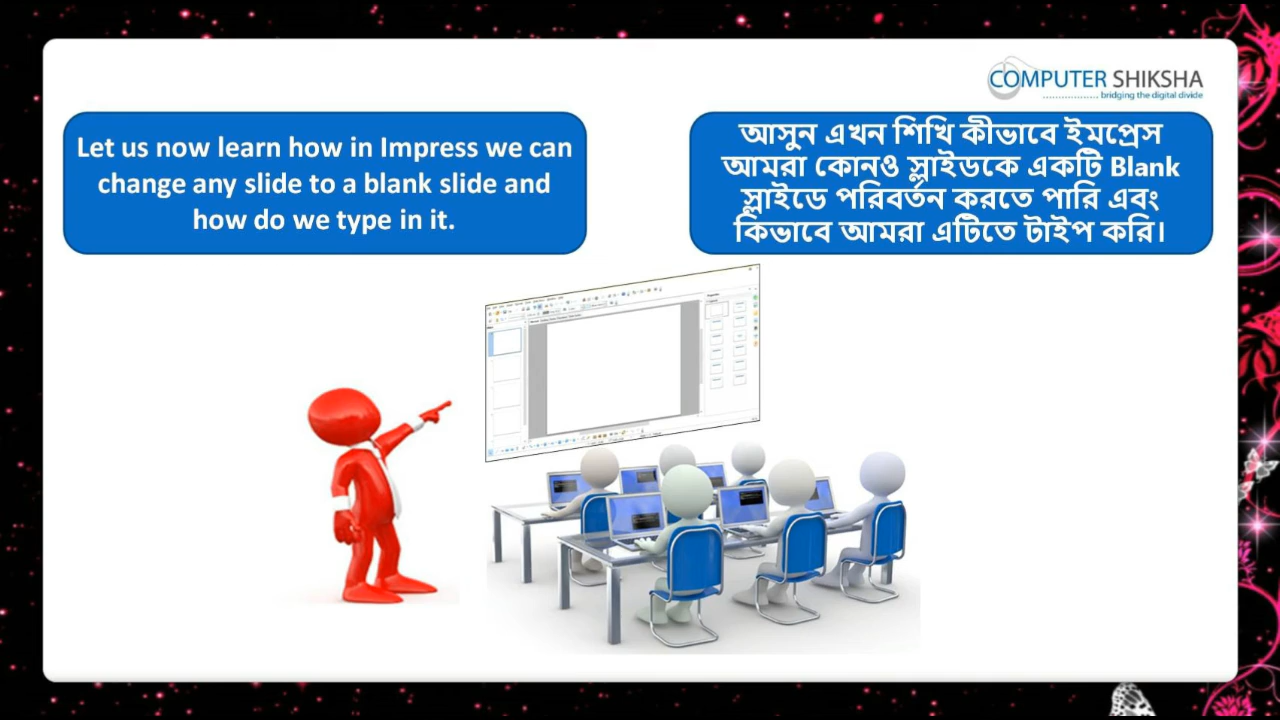 COMPUTER SHIKSHA
bridging the digital divide
Let us now learn how in Impress we can
change any slide to a blank slide and
how do we type in it.
আসুন এখন শিখি কীভাবে ইমপ্রেস
আমরা কোনও স্লাইডকে একটি Blank
স্লাইডে পরিবর্তন করতে পারি এবং
কিভাবে আমরা এটিতে টাইপ করি।